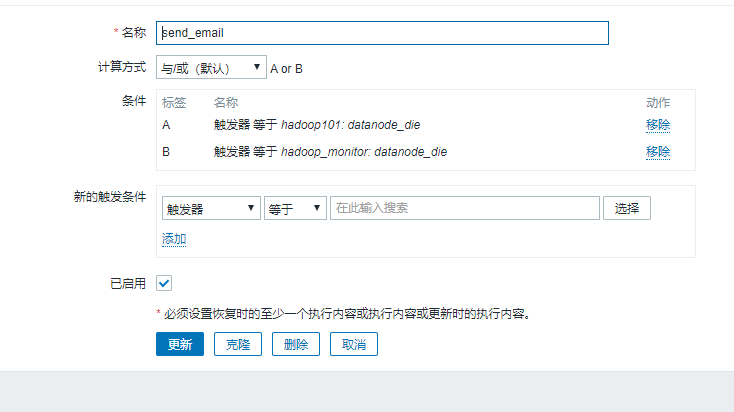 * 名称 send_email
计算方式 与/或（默认） A or B
条件 标签 名称 动作
A 触发器 等于 hadoop101: datanode_die 移除
B 触发器 等于 hadoop_monitor: datanode_die 移除
新的触发条件 触发器 等于 在此输入搜索 选择
添加
已启用
* 必须设置恢复时的至少一个执行内容或执行内容或更新时的执行内容。
更新 克隆 删除 取消